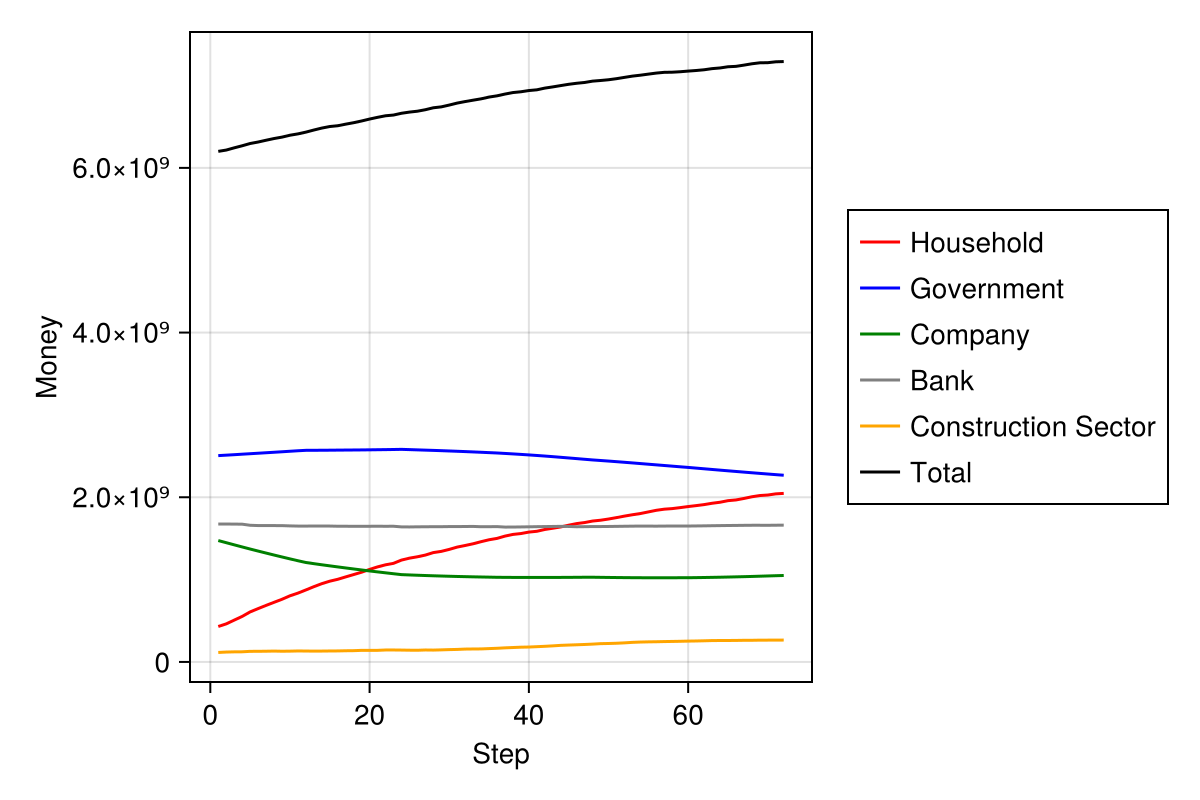 6.0×10⁹
4.0×10⁹
2.0×10⁹
0
Money
0 20 40 60
Step
Household
Government
Company
Bank
Construction Sector
Total